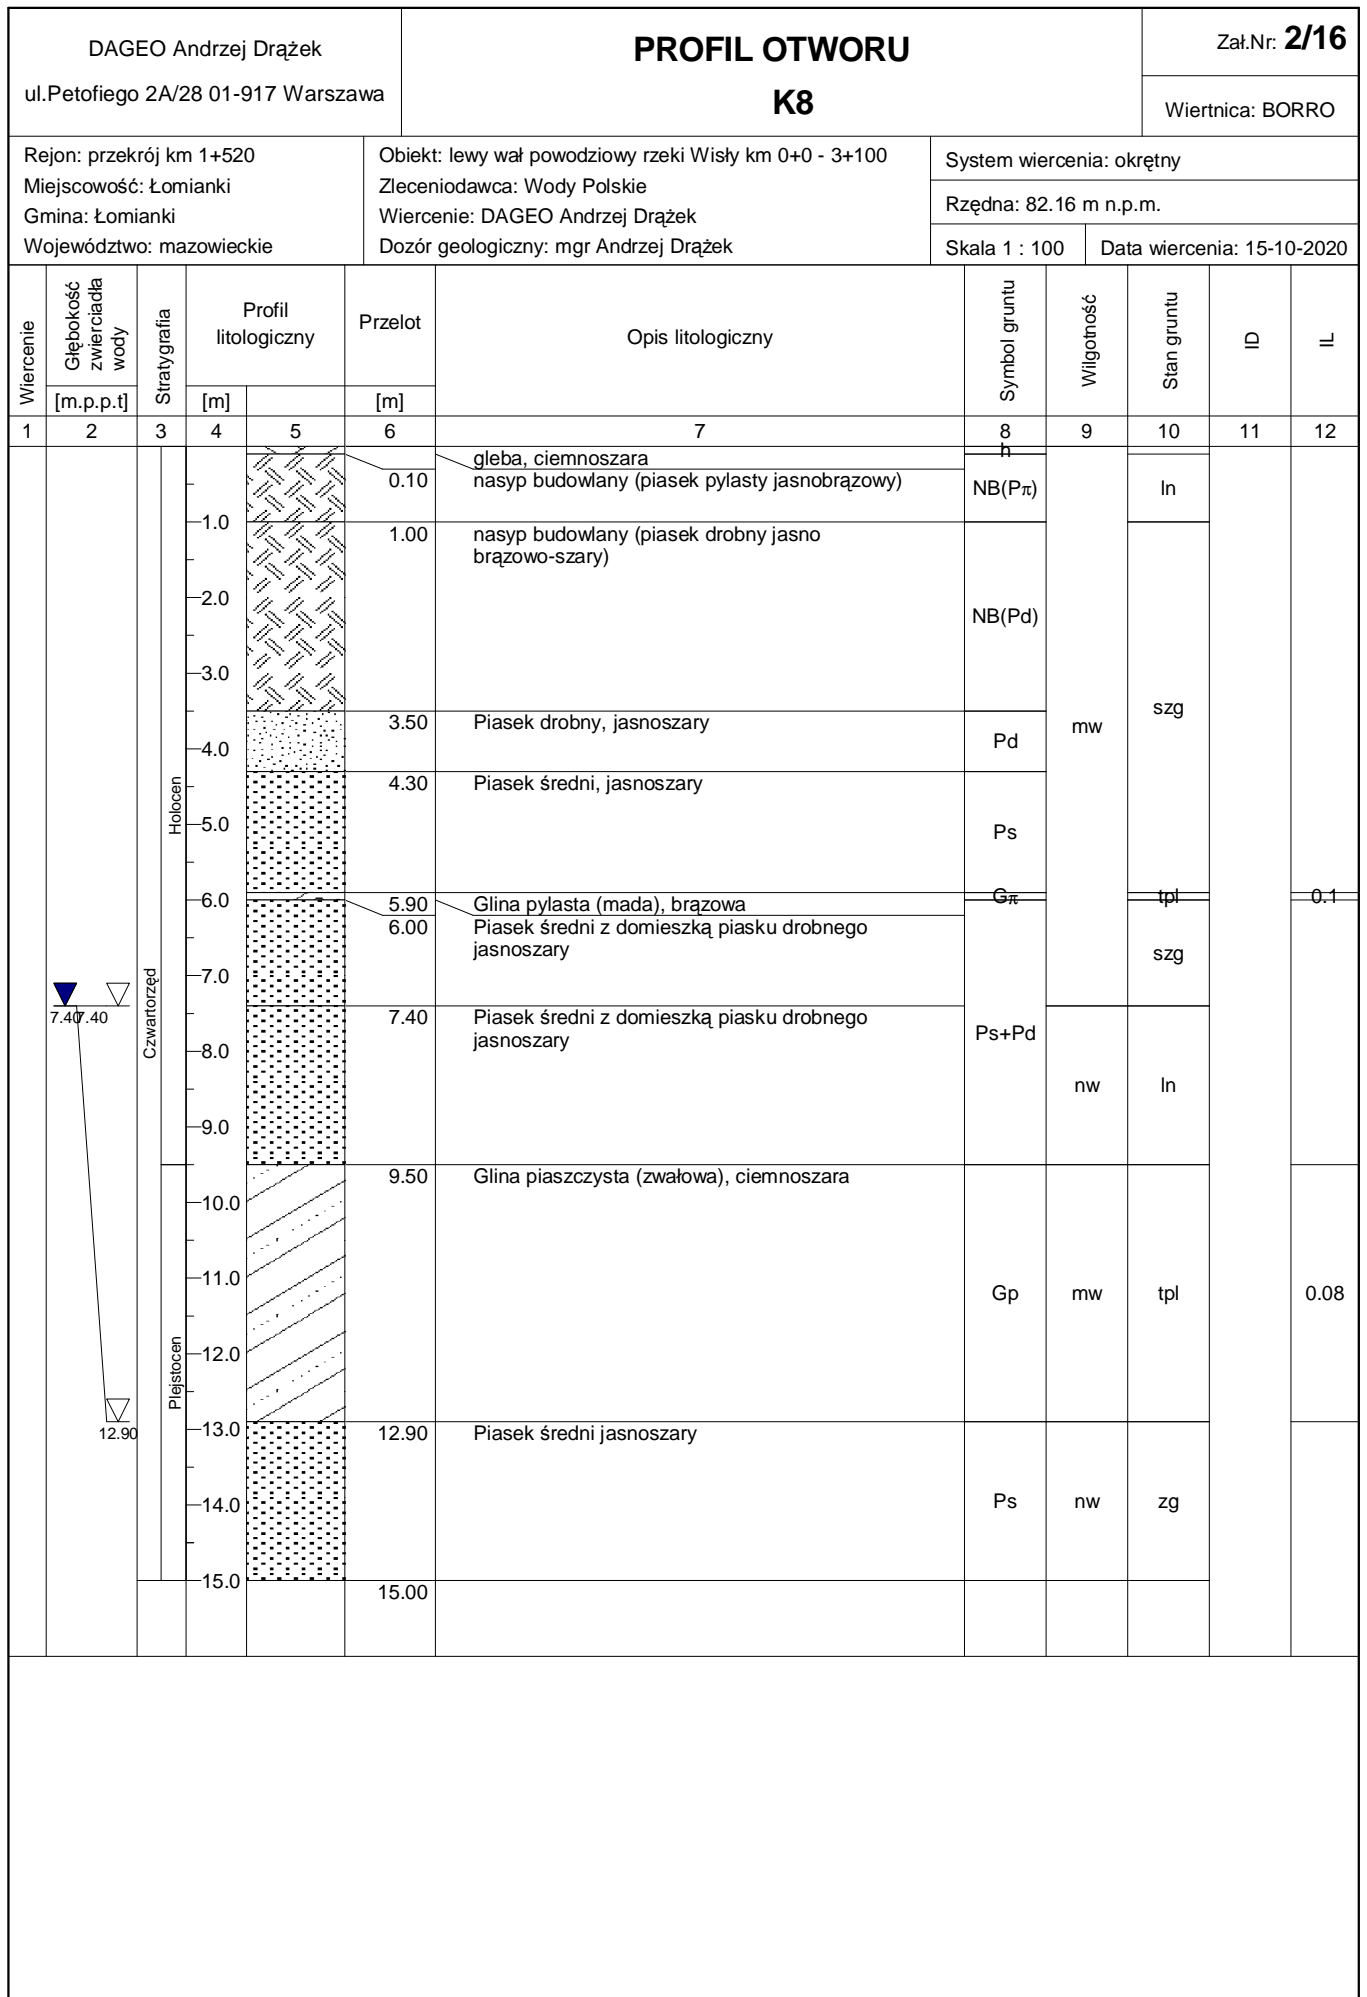 DAGEO Andrzej Drążek
ul.Petofiego 2A/28 01-917 Warszawa
PROFIL OTWORU
K8
Zał.Nr: 2/16
Wiertnica: BORRO
Rejon: przekrój km 1+520
Miejscowość: Łomianki
Gmina: Łomianki
Województwo: mazowieckie
Obiekt: lewy wał powodziowy rzeki Wisły km 0+0 - 3+100
Zleceniodawca: Wody Polskie
Wiercenie: DAGEO Andrzej Drążek
Dozór geologiczny: mgr Andrzej Drążek
System wiercenia: okrętny
Rzędna: 82.16 m n.p.m.
Skala 1 : 100
Data wiercenia: 15-10-2020
Wiercenie
Głębokość
zwierciadła
wody
[m.p.p.t]
Stratygrafia
Profil
litologiczny
[m]
Przelot
[m]
Opis litologiczny
Symbol gruntu
Wilgotność
Stan gruntu
ID
IL
1 2 3 4 5 6 7 8 9 10 11 12
h
gleba, ciemnoszara
0.10 nasyp budowlany (piasek pylasty jasnobrązowy) NB(Pπ) ln
1.0
1.00 nasyp budowlany (piasek drobny jasno
brązowo-szary)
2.0
NB(Pd)
3.0
szg
3.50 Piasek drobny, jasnoszary
mw
Pd
4.0
4.30 Piasek średni, jasnoszary
Holocen
5.0
Ps
6.0
5.90 Glina pylasta (mada), brązowa Gπ tpl 0.1
6.00 Piasek średni z domieszką piasku drobnego
jasnoszary
szg
7.0
Czwartorzęd
7.40 7.40
7.40 Piasek średni z domieszką piasku drobnego
jasnoszary
Ps+Pd
8.0
nw ln
9.0
9.50 Glina piaszczysta (zwałowa), ciemnoszara
10.0
11.0
Gp mw tpl 0.08
12.0
Plejstocen
13.0
12.90
12.90 Piasek średni jasnoszary
14.0
Ps nw zg
15.0
15.00